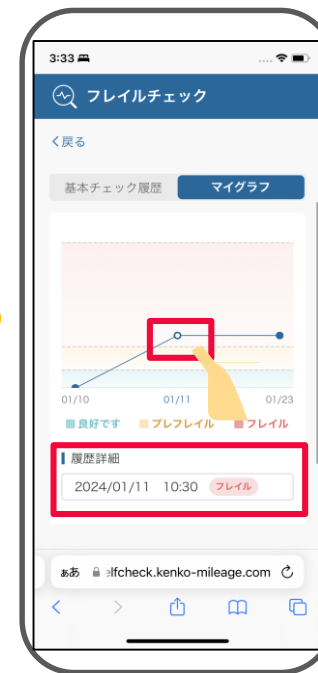 3:33
フレイルチェック
戻る
基本チェック履歴 マイグラフ
01/10 01/11 01/23
良好です プレフレイル フレイル
履歴詳細
2024/01/11 10:30 フレイル
ああ elfcheck.kenko-mileage.com